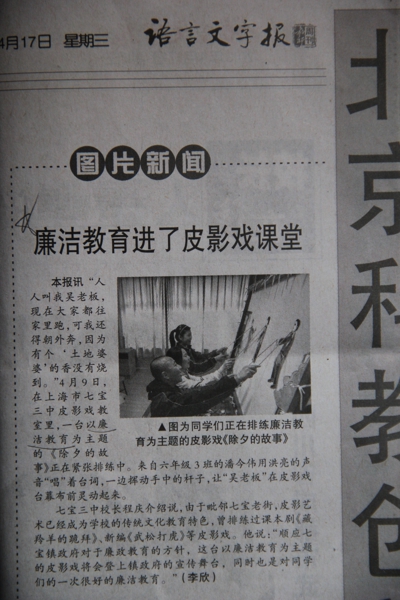 4月17日 星期三
语言文字报
图片新闻
廉洁教育进了皮影戏课堂
本报讯 “人
人叫我吴老板，
现在大家都往
家里跑，可我还
得朝外奔，因为
有个‘土地婆
婆’的香没有烧
到。”4月9日，
在上海市七宝
三中皮影戏教
室里，一台以廉
洁教育为主题
的《除夕的故
▲图为同学们正在排练廉洁教
育为主题的皮影戏《除夕的故事》
事》正在紧张排练中。来自六年级3班的潘今伟用洪亮的声
音“唱”着台词，一边挥动手中的杆子，让“吴老板”在皮影戏
台幕布前灵动起来。
七宝三中校长程庆介绍说，由于毗邻七宝老街，皮影艺
术已经成为学校的传统文化教育特色，曾排练过课本剧《藏
羚羊的跪拜》、新编《武松打虎》等皮影戏。他说：“顺应七
宝镇政府对于廉政教育的方针，这台以廉洁教育为主题
的皮影戏将会登上镇政府的宣传舞台，同时也是对同学
们的一次很好的廉洁教育。”（李欣）
北京科教创